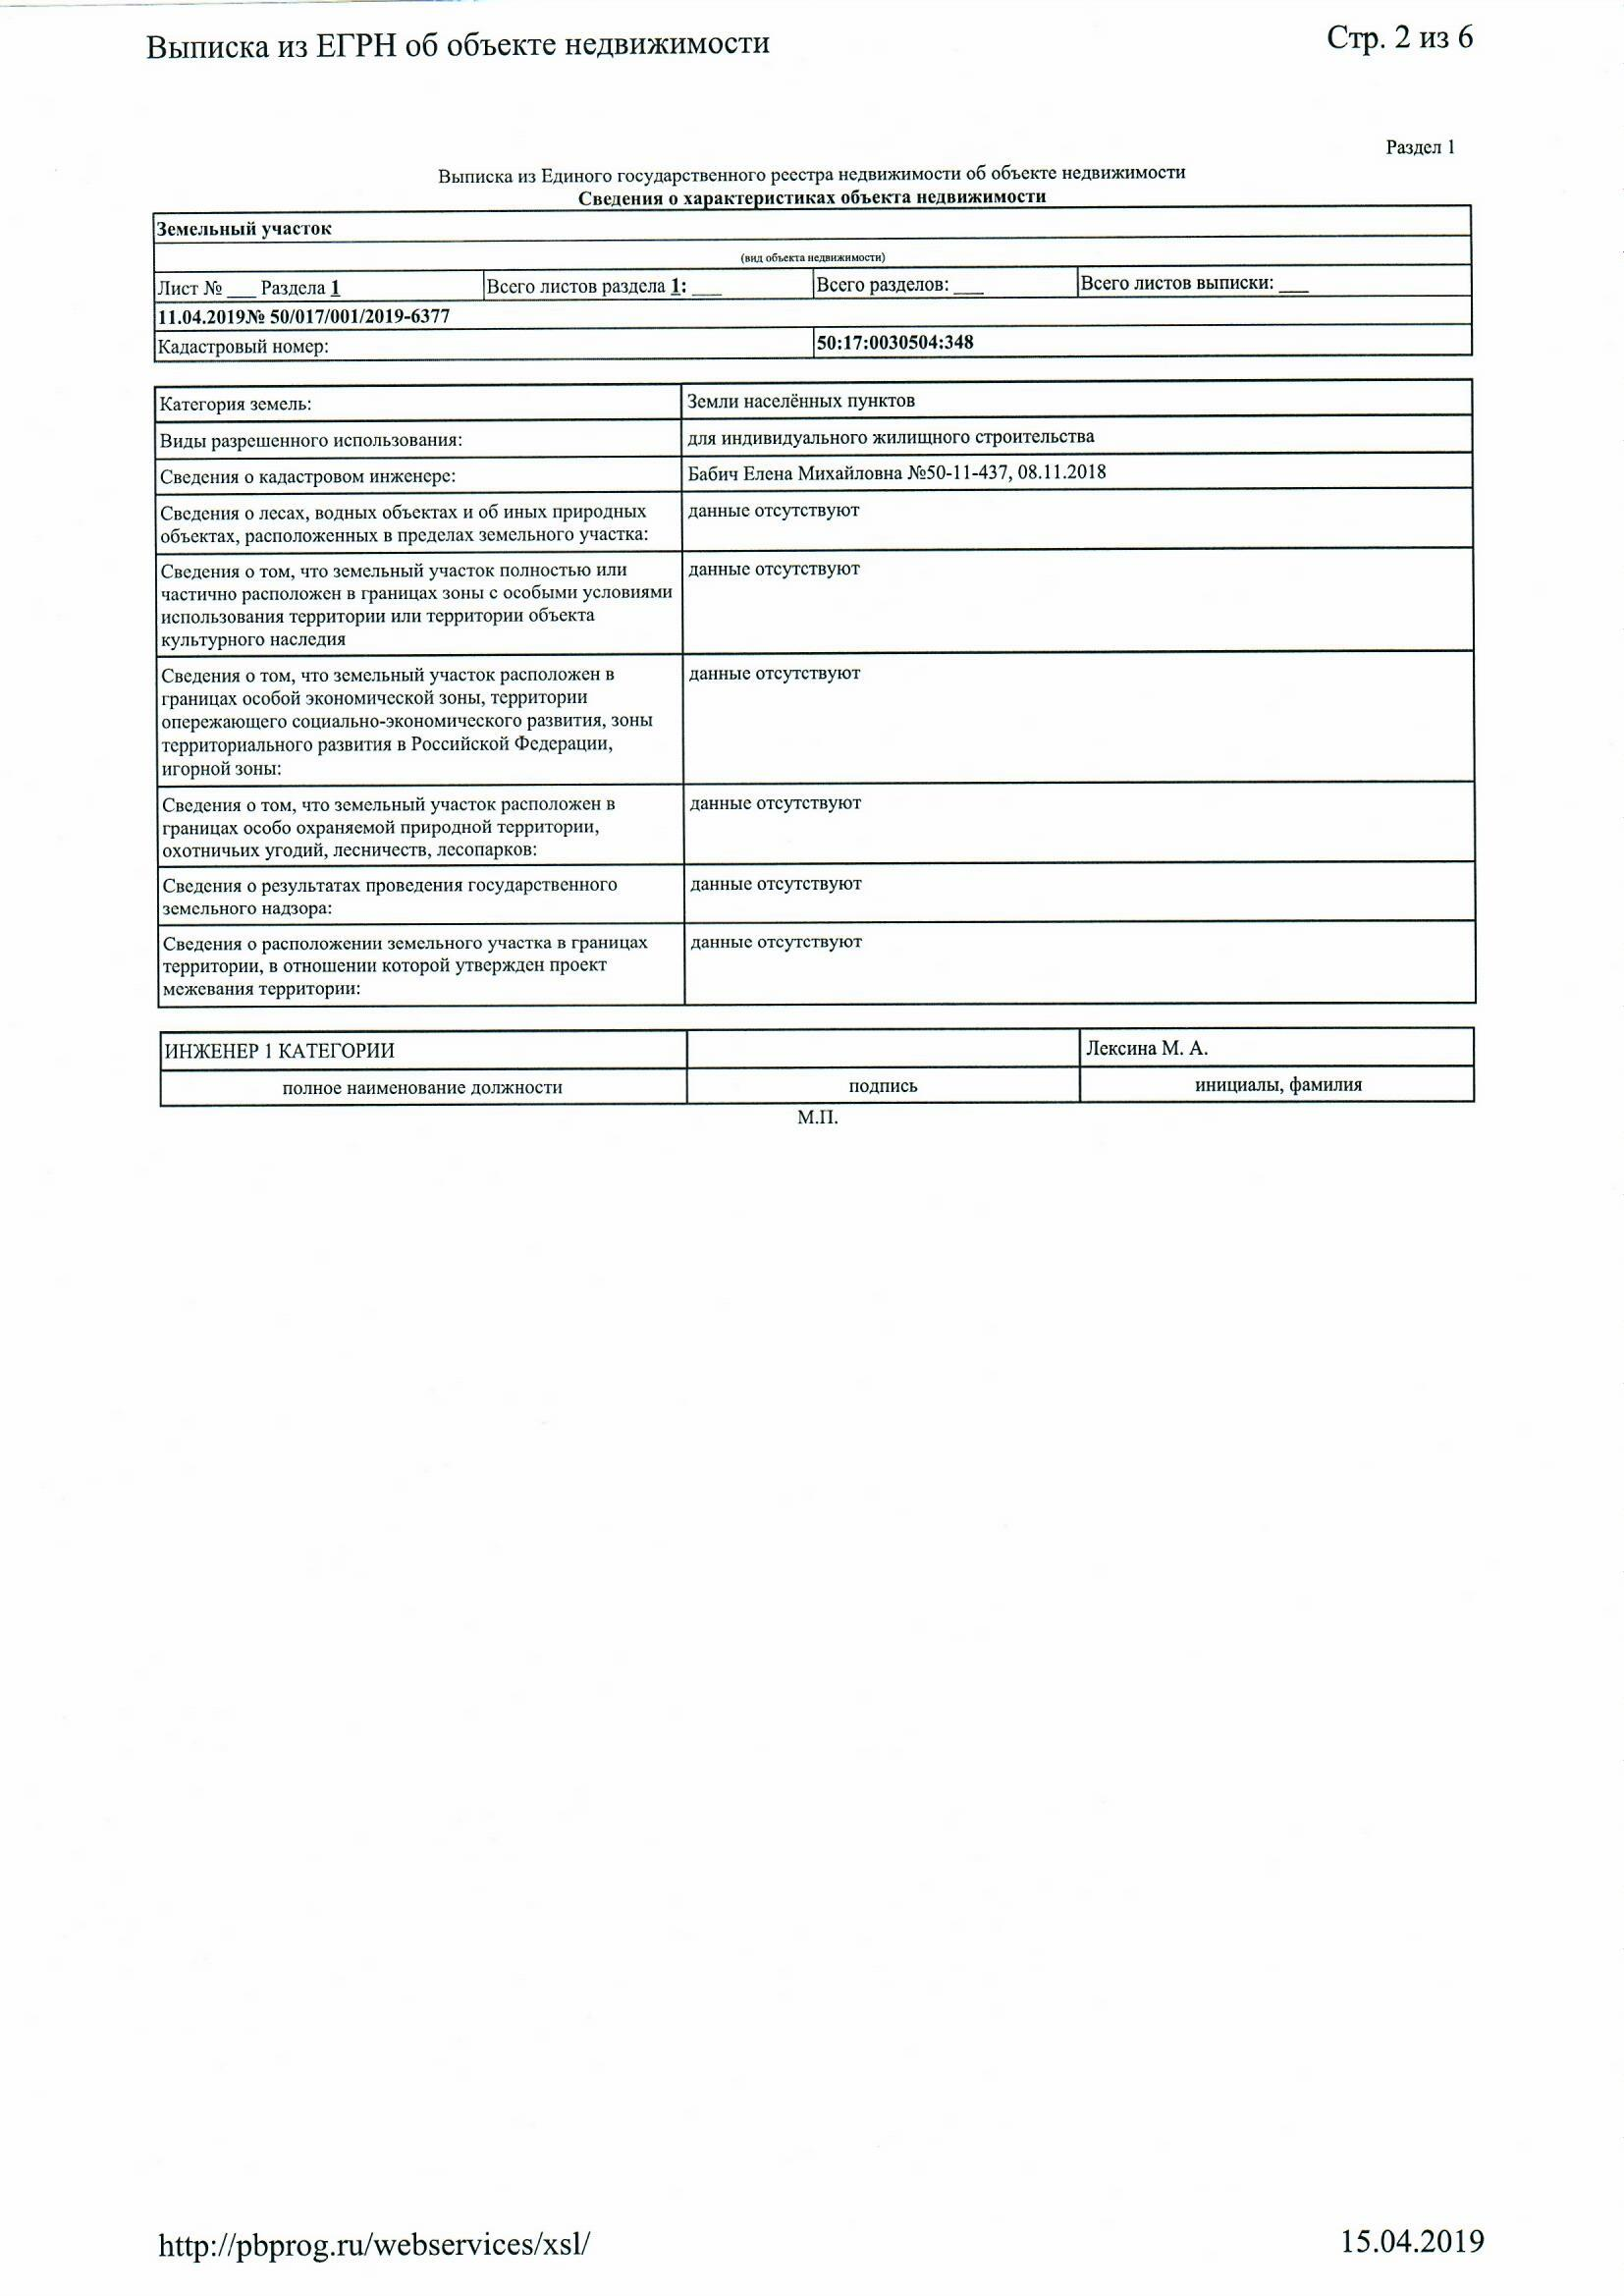 Выписка из ЕГРН об объекте недвижимости
Стр. 2 из 6
Раздел 1
Выписка из Единого государственного реестра недвижимости об объекте недвижимости
Сведения о характеристиках объекта недвижимости
Земельный участок
(вид объекта недвижимости)
Лист № ___ Раздела 1 Всего листов раздела 1: ___ Всего разделов: ___ Всего листов выписки: ___
11.04.2019№ 50/017/001/2019-6377
Кадастровый номер: 50:17:0030504:348
Категория земель: Земли населённых пунктов
Виды разрешенного использования: для индивидуального жилищного строительства
Сведения о кадастровом инженере: Бабич Елена Михайловна №50-11-437, 08.11.2018
Сведения о лесах, водных объектах и об иных природных
объектах, расположенных в пределах земельного участка:
данные отсутствуют
Сведения о том, что земельный участок полностью или
частично расположен в границах зоны с особыми условиями
использования территории или территории объекта
культурного наследия
данные отсутствуют
Сведения о том, что земельный участок расположен в
границах особой экономической зоны, территории
опережающего социально-экономического развития, зоны
территориального развития в Российской Федерации,
игорной зоны:
данные отсутствуют
Сведения о том, что земельный участок расположен в
границах особо охраняемой природной территории,
охотничьих угодий, лесничеств, лесопарков:
данные отсутствуют
Сведения о результатах проведения государственного
земельного надзора:
данные отсутствуют
Сведения о расположении земельного участка в границах
территории, в отношении которой утвержден проект
межевания территории:
данные отсутствуют
ИНЖЕНЕР 1 КАТЕГОРИИ Лексина М. А.
полное наименование должности подпись инициалы, фамилия
М.П.
http://pbprog.ru/webservices/xsl/
15.04.2019